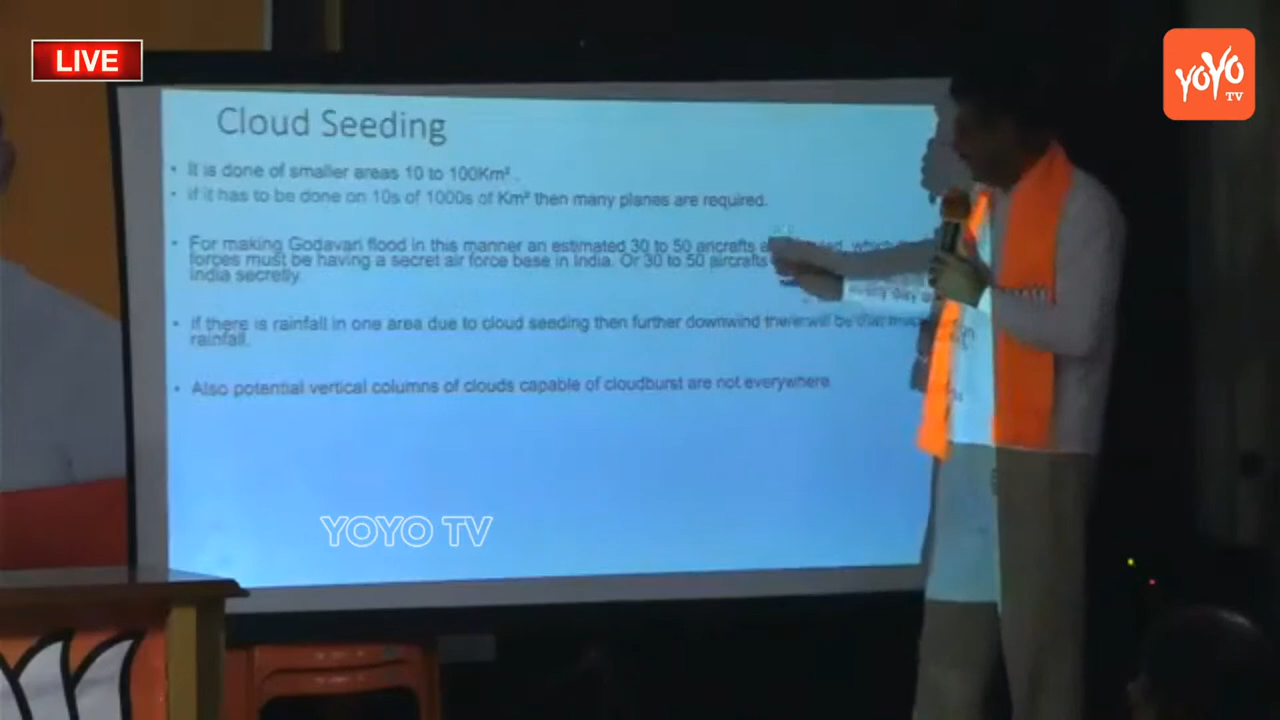 LIVE
YOYO
TV
Cloud Seeding
• It is done of smaller areas 10 to 100Km² .
• If it has to be done on 10s of 1000s of Km² then many planes are required.
• For making Godavari flood in this manner an estimated 30 to 50 aircrafts
forces must be having a secret air force base in India. Or 30 to 50 aircrafts
India secretly.
• If there is rainfall in one area due to cloud seeding then further downwind there will be that much
rainfall.
• Also potential vertical columns of clouds capable of cloudburst are not everywhere
YOYO TV